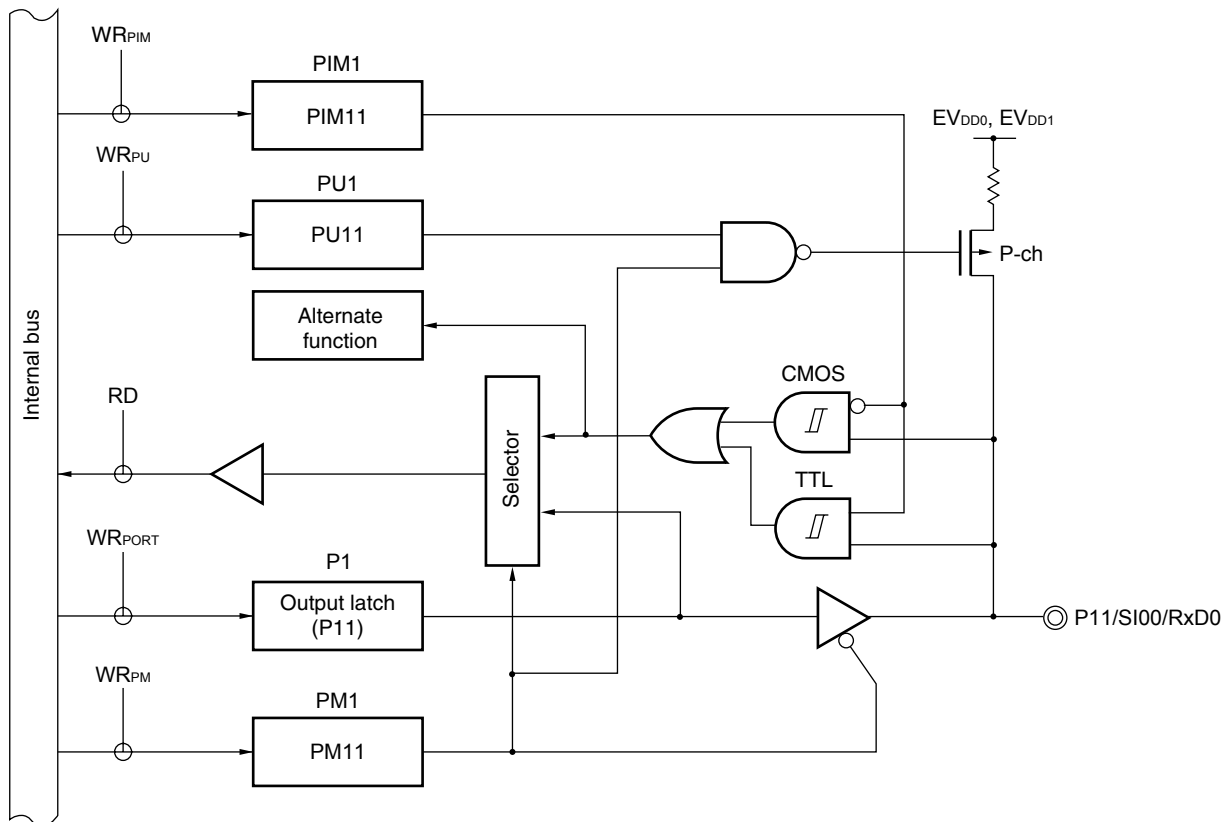 WRPIM
PIM1
PIM11
EVDD0, EVDD1
WRPU
PU1
PU11
P-ch
Alternate
function
Internal bus
RD
CMOS
Selector
TTL
WRPORT
P1
Output latch
(P11)
P11/SI00/RxD0
WRPM
PM1
PM11